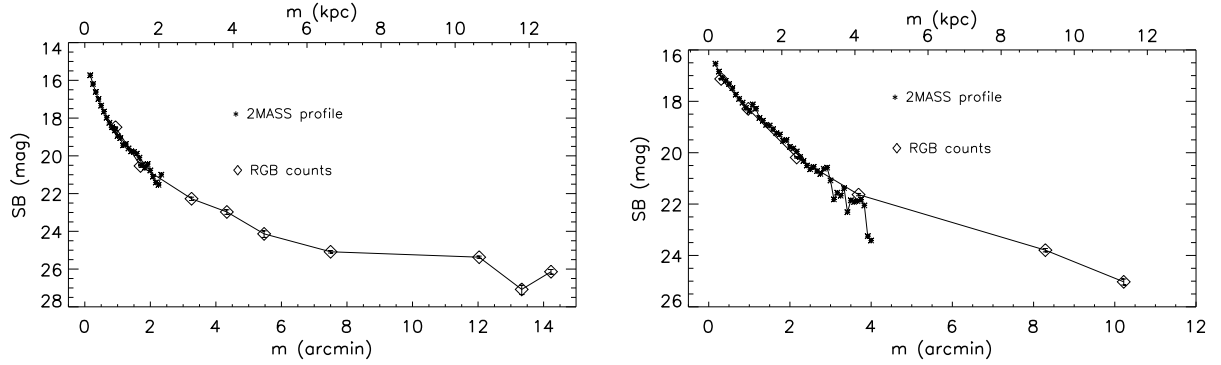 m (kpc)
0 2 4 6 8 10 12
14
16
18
20
22
24
26
28
SB (mag)
2MASS profile
RGB counts
0 2 4 6 8 10 12 14
m (arcmin)
m (kpc)
0 2 4 6 8 10 12
16
18
20
22
24
26
SB (mag)
2MASS profile
RGB counts
0 2 4 6 8 10 12
m (arcmin)